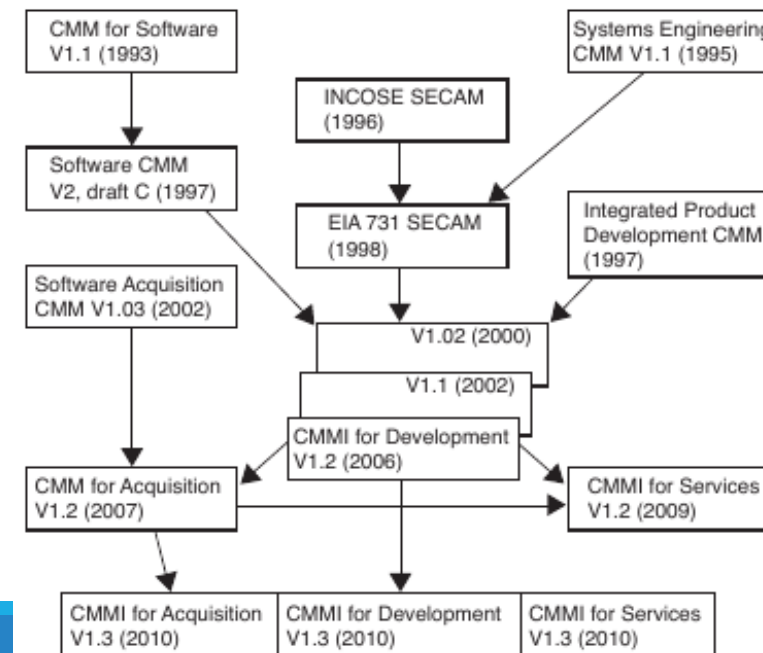 CMM for Software
V1.1 (1993)
Systems Engineering
CMM V1.1 (1995)
INCOSE SECAM
(1996)
Software CMM
V2, draft C (1997)
EIA 731 SECAM
(1998)
Integrated Product
Development CMM
(1997)
Software Acquisition
CMM V1.03 (2002)
V1.02 (2000)
V1.1 (2002)
CMMI for Development
V1.2 (2006)
CMM for Acquisition
V1.2 (2007)
CMMI for Services
V1.2 (2009)
CMMI for Acquisition
V1.3 (2010)
CMMI for Development
V1.3 (2010)
CMMI for Services
V1.3 (2010)